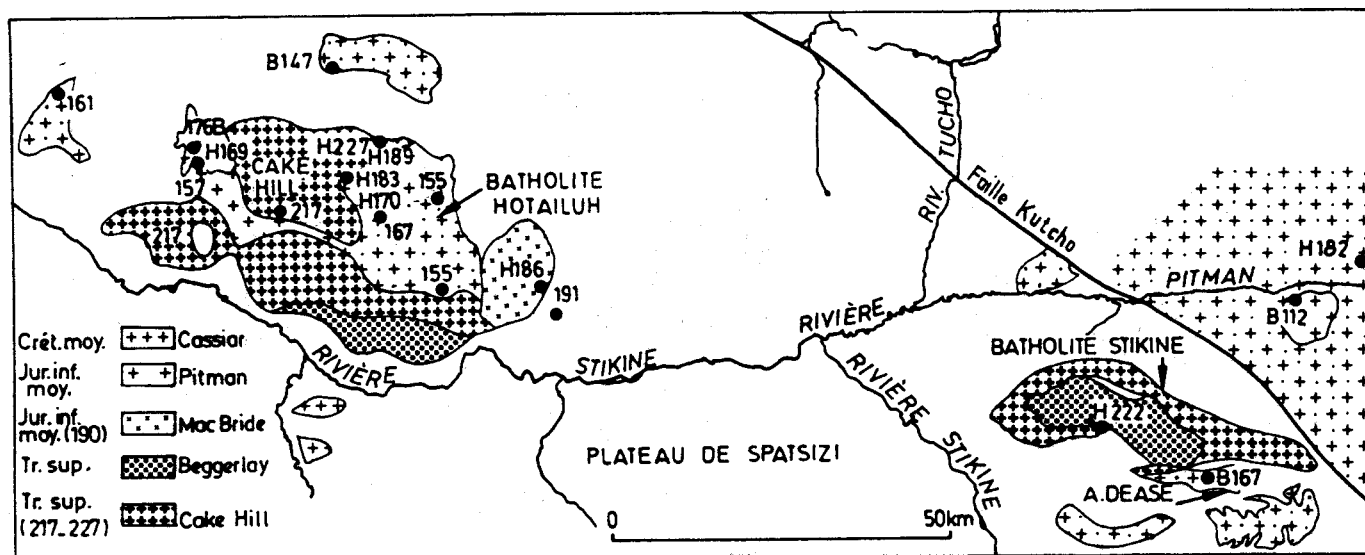 B147
161
176B
H169
H227
H189
CAKE
HILL
H183
155
BATHOLITE
HOTAILUH
157
H170
217
167
217
155
H186
191
TUCHO
RIV.
Faille Kutcho
H182
PITMAN
B112
RIVIÈRE
STIKINE
RIVIÈRE
RIVIÈRE
STIKINE
BATHOLITE STIKINE
H222
B167
A.DEASE
PLATEAU DE SPATSIZI
0 50km
Crét.moy. Cassiar
Jur.inf. Pitman
moy.
Jur.inf. Mac Bride
moy.(190)
Tr. sup. Beggerlay
Tr. sup.
(217_227) Cake Hill